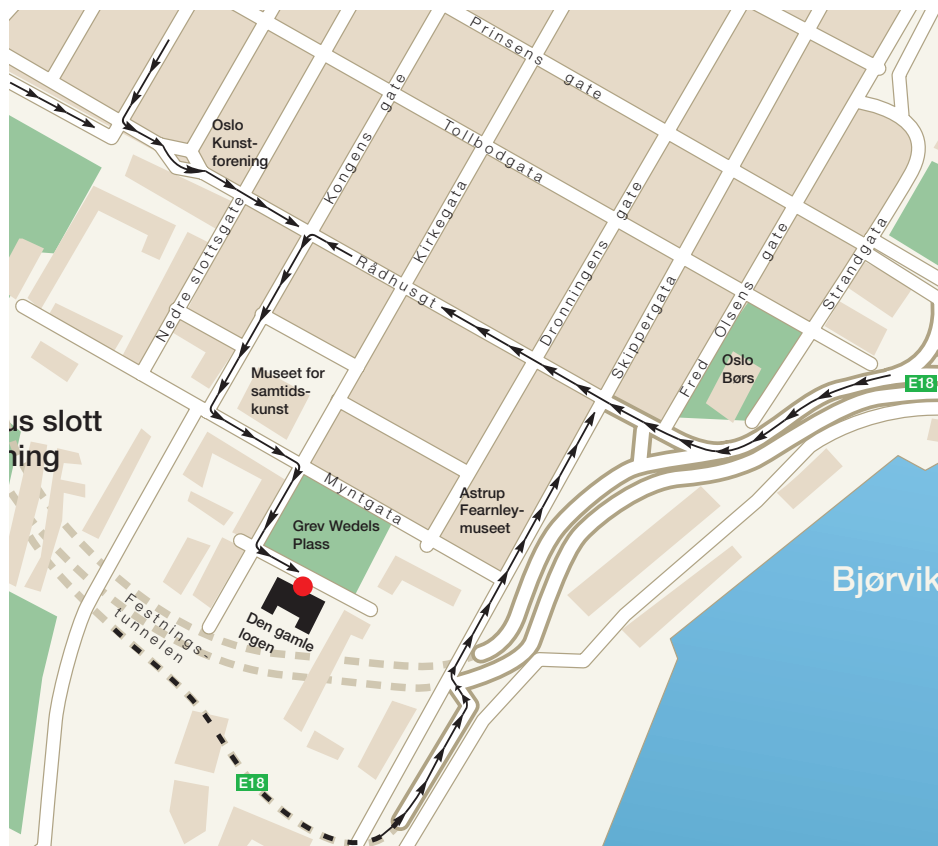 Prinsens gate
Oslo
Kunst-
forening
Kongens gate
Tollbodgata
Kirkegata
Nedre slottsgate
Rådhusgt
Dronningens gate
Skippergata
Fred Olsens gate
Strandgata
Oslo
Børs
E18
Museet for
samtids-
kunst
us slott
ning
Myntgata
Astrup
Fearnley-
museet
Grev Wedels
Plass
Bjørvik
Festnings-
tunnelen
Den gamle
logen
E18